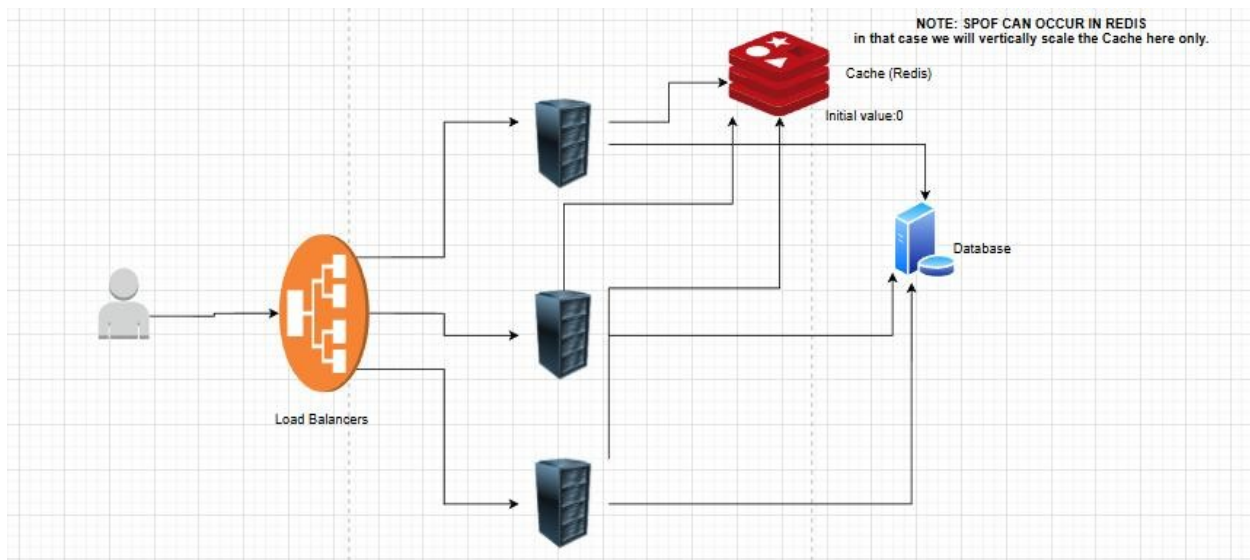 NOTE: SPOF CAN OCCUR IN REDIS
in that case we will vertically scale the Cache here only.
Cache (Redis)
Initial value:0
Database
Load Balancers